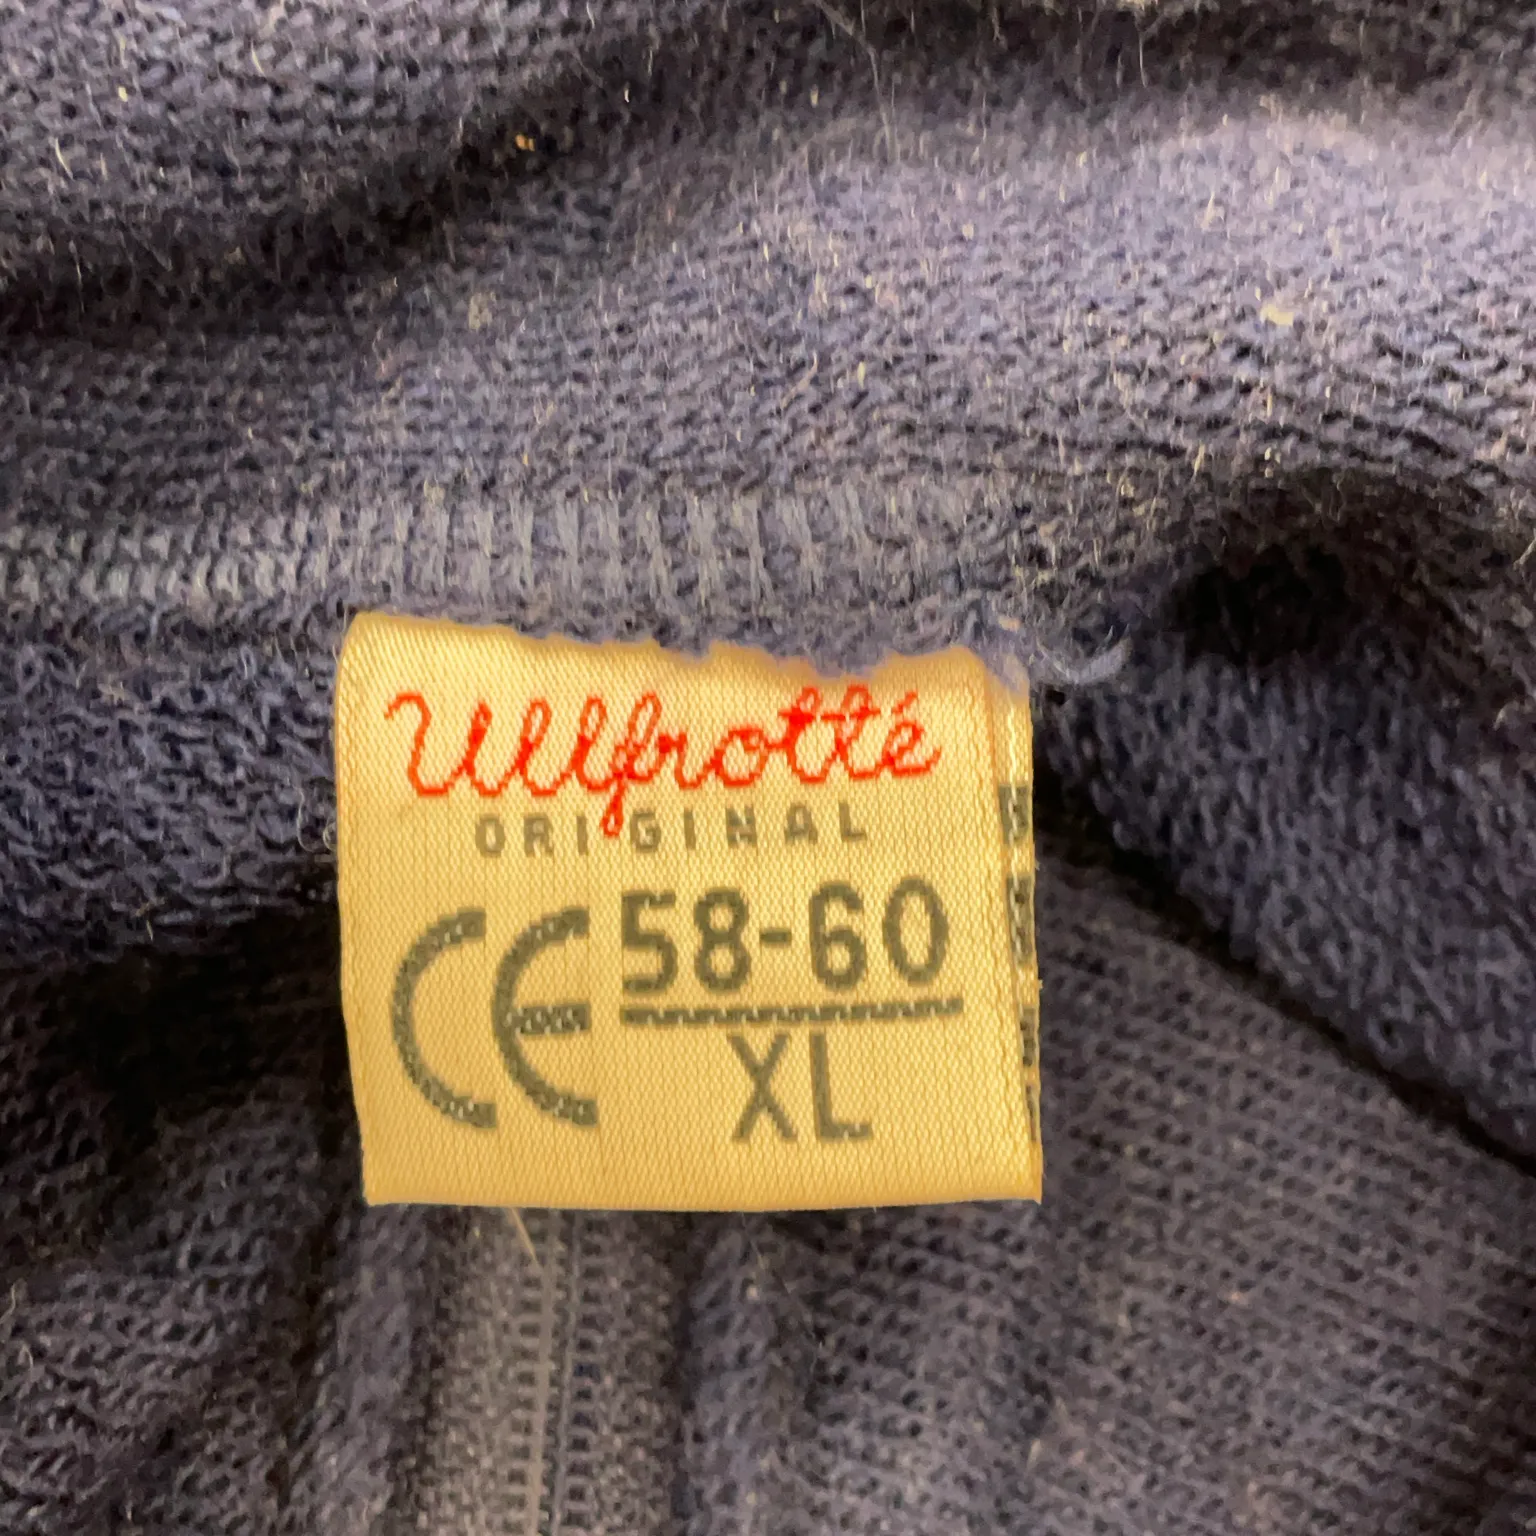 Ullfrotté
ORIGINAL
CE 58-60
XL